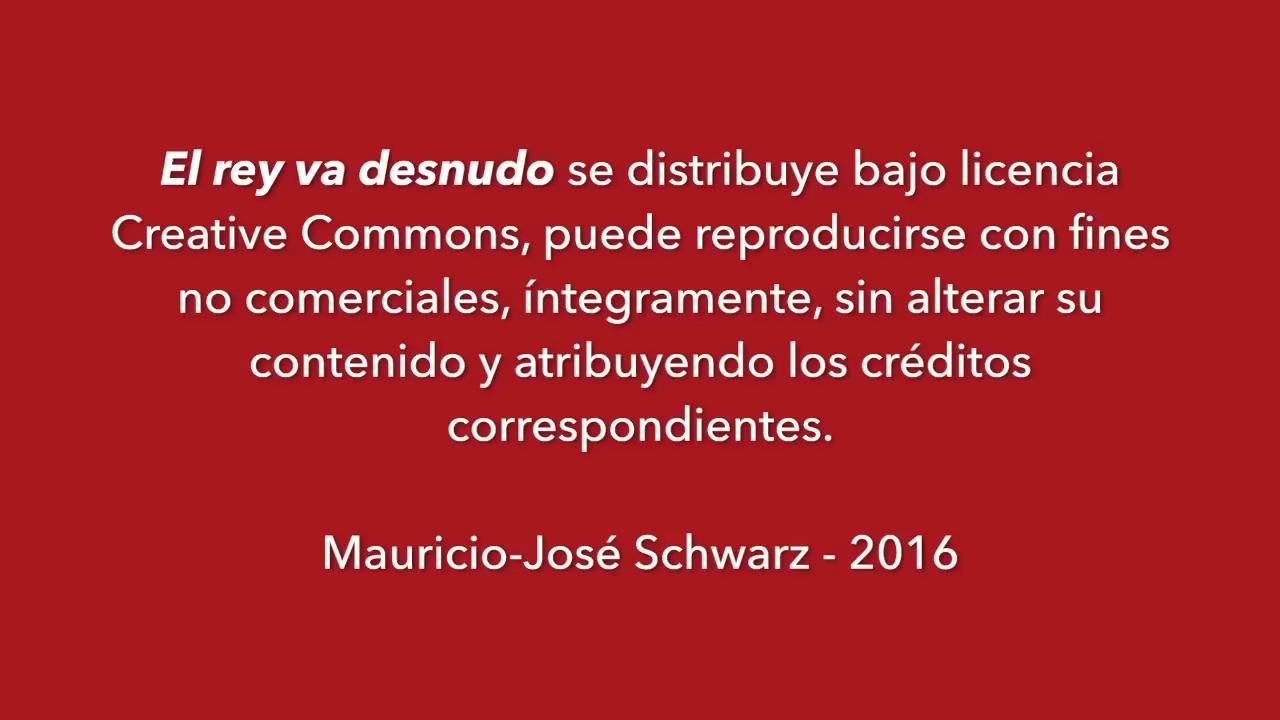 El rey va desnudo se distribuye bajo licencia
Creative Commons, puede reproducirse con fines
no comerciales, íntegramente, sin alterar su
contenido y atribuyendo los créditos
correspondientes.
Mauricio-José Schwarz - 2016